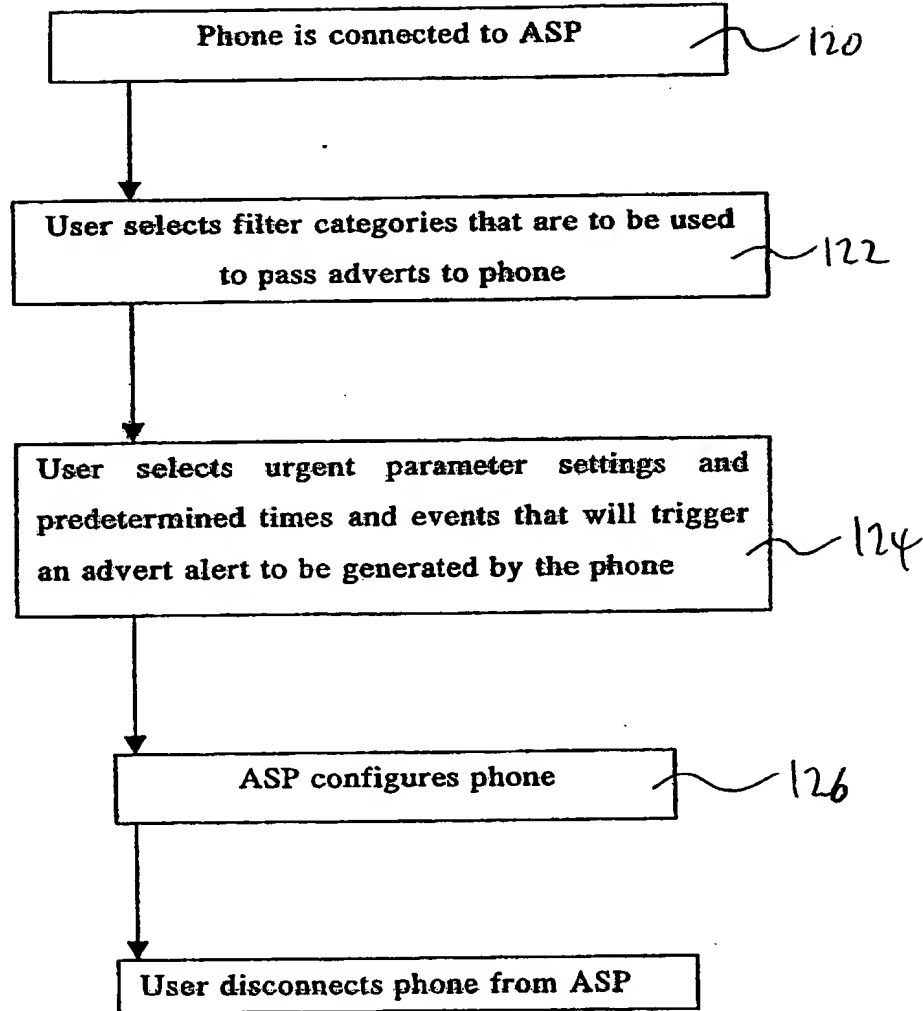 Phone is connected to ASP
120
User selects filter categories that are to be used
to pass adverts to phone
122
User selects urgent parameter settings and
predetermined times and events that will trigger
an advert alert to be generated by the phone
124
ASP configures phone
126
User disconnects phone from ASP